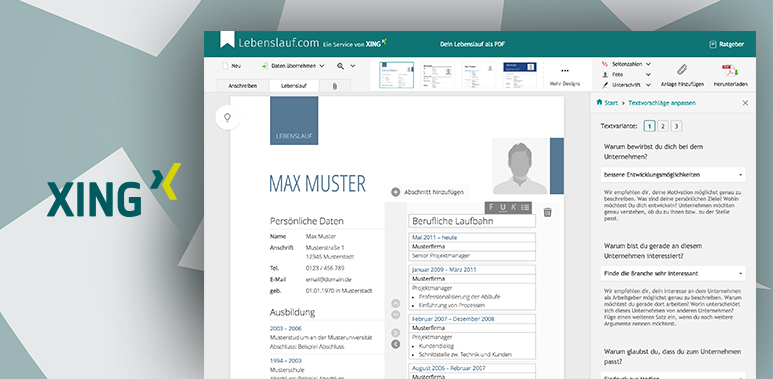 XING
Lebenslauf.com Ein Service von XING
Dein Lebenslauf als PDF
Ratgeber
Neu
Daten übernehmen
Mehr Designs
Seitenzahlen
Foto
Unterschrift
Anlage hinzufügen
Herunterladen
Anschreiben
Lebenslauf
LEBENSLAUF
MAX MUSTER
Abschnitt hinzufügen
F U K
Persönliche Daten
Name Max Muster
Anschrift Musterstraße 1
12345 Musterstadt
Tel. 0123 / 456 789
E-Mail email@domain.de
geb. 01.01.1970 in Musterstadt
Ausbildung
2003 – 2006
Musterstudium an der Musteruniversität
Abschluss: Beispiel-Abschluss
1994 – 2003
Musterschule
Abschluss: Beispiel-Abschluss
Berufliche Laufbahn
Mai 2011 – heute
Musterfirma
Senior Projektmanager
Januar 2009 – März 2011
Musterfirma
Projektmanager
• Professionalisierung der Abläufe
• Einführung von Prozessen
Februar 2007 – Dezember 2008
Musterfirma
Projektmanager
• Kundendialog
• Schnittstelle zw. Technik und Kunden
August 2006 – Februar 2007
Musterfirma
Start > Textvorschläge anpassen
Textvariante: 1 2 3
Warum bewirbst du dich bei dem
Unternehmen?
bessere Entwicklungsmöglichkeiten
Wir empfehlen dir, deine Motivation möglichst genau zu
beschreiben. Was sind deine persönlichen Ziele? Wohin
möchtest Du dich entwickeln? Unternehmen möchten
genau verstehen, ob du zu ihnen bzw. zu der Stelle
passt.
Warum bist du gerade an diesem
Unternehmen interessiert?
Finde die Branche sehr interessant
Wir empfehlen dir, dein Interesse an dem Unternehmen
als Arbeitgeber möglichst genau zu beschreiben. Warum
möchtest du gerade dort arbeiten? Worin unterscheidet
sich dieses Unternehmen von anderen Unternehmen?
Füge einen weiteren Satz ein, wenn du noch weitere
Argumente nennen möchtest.
Warum glaubst du, dass du zum Unternehmen
passt?